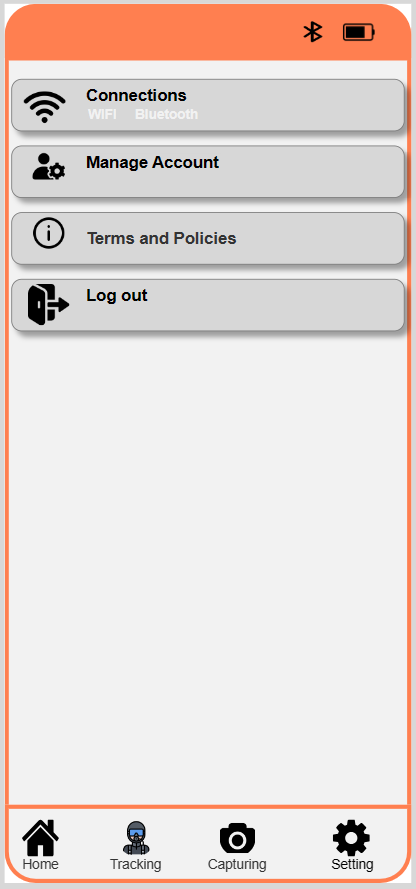 Connections
WIFI Bluetooth
Manage Account
Terms and Policies
Log out
Home Tracking Capturing Setting